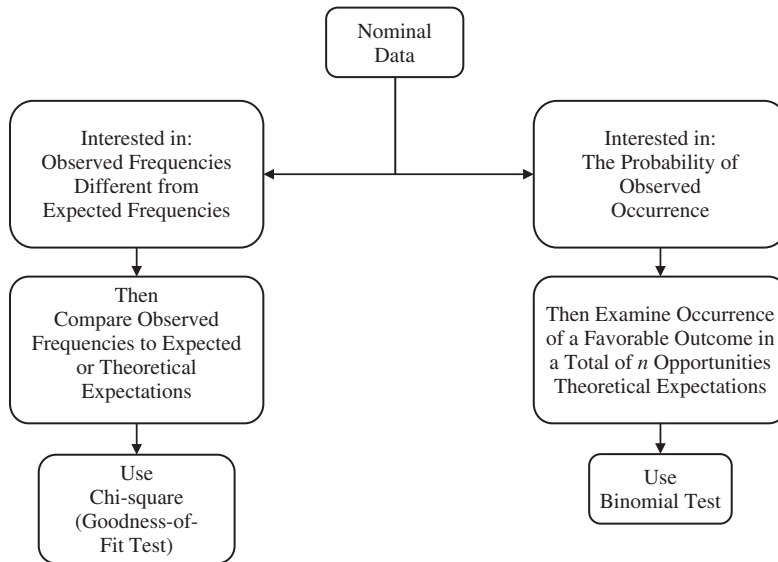 Nominal
Data
Interested in:
Observed Frequencies
Different from
Expected Frequencies
Interested in:
The Probability of
Observed
Occurrence
Then
Compare Observed
Frequencies to Expected
or Theoretical
Expectations
Then Examine Occurrence
of a Favorable Outcome in
a Total of n Opportunities
Theoretical Expectations
Use
Chi-square
(Goodness-of-
Fit Test)
Use
Binomial Test